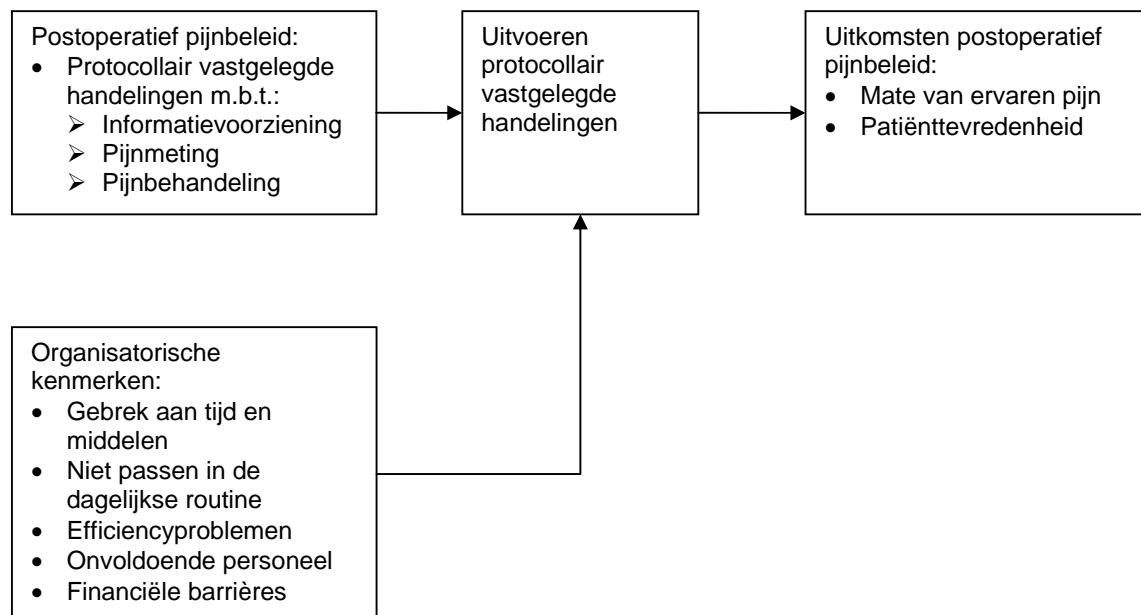 Postoperatief pijnbeleid:
• Protocollair vastgelegde
handelingen m.b.t.:
➢ Informatievoorziening
➢ Pijnmeting
➢ Pijnbehandeling
Uitvoeren
protocollair
vastgelegde
handelingen
Uitkomsten postoperatief
pijnbeleid:
• Mate van ervaren pijn
• Patiënttevredenheid
Organisatorische
kenmerken:
• Gebrek aan tijd en
middelen
• Niet passen in de
dagelijkse routine
• Efficiencyproblemen
• Onvoldoende personeel
• Financiële barrières